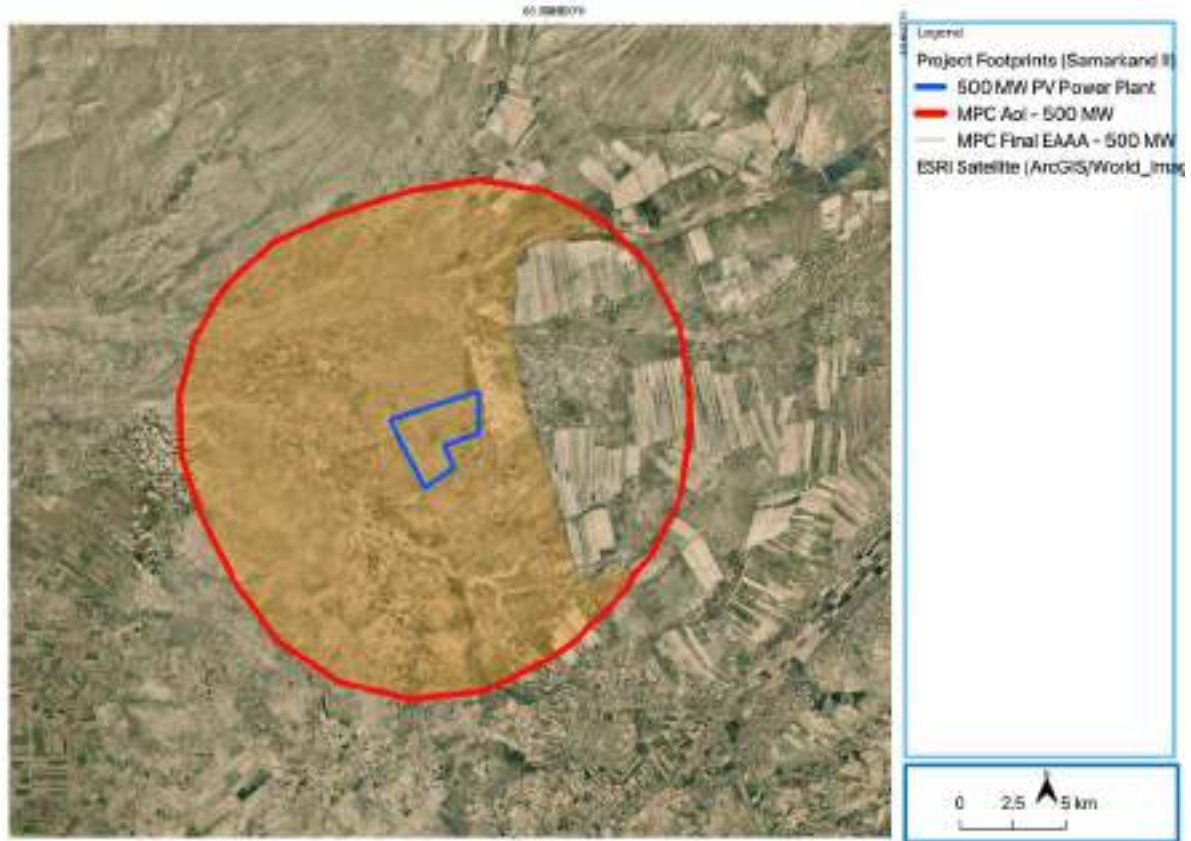 Legend
Project Footprints (Samarkand II)
500 MW PV Power Plant
MPC AoI - 500 MW
MPC Final EAAA - 500 MW
ESRI Satellite (ArcGIS/World_Imag
0 2.5 5 km